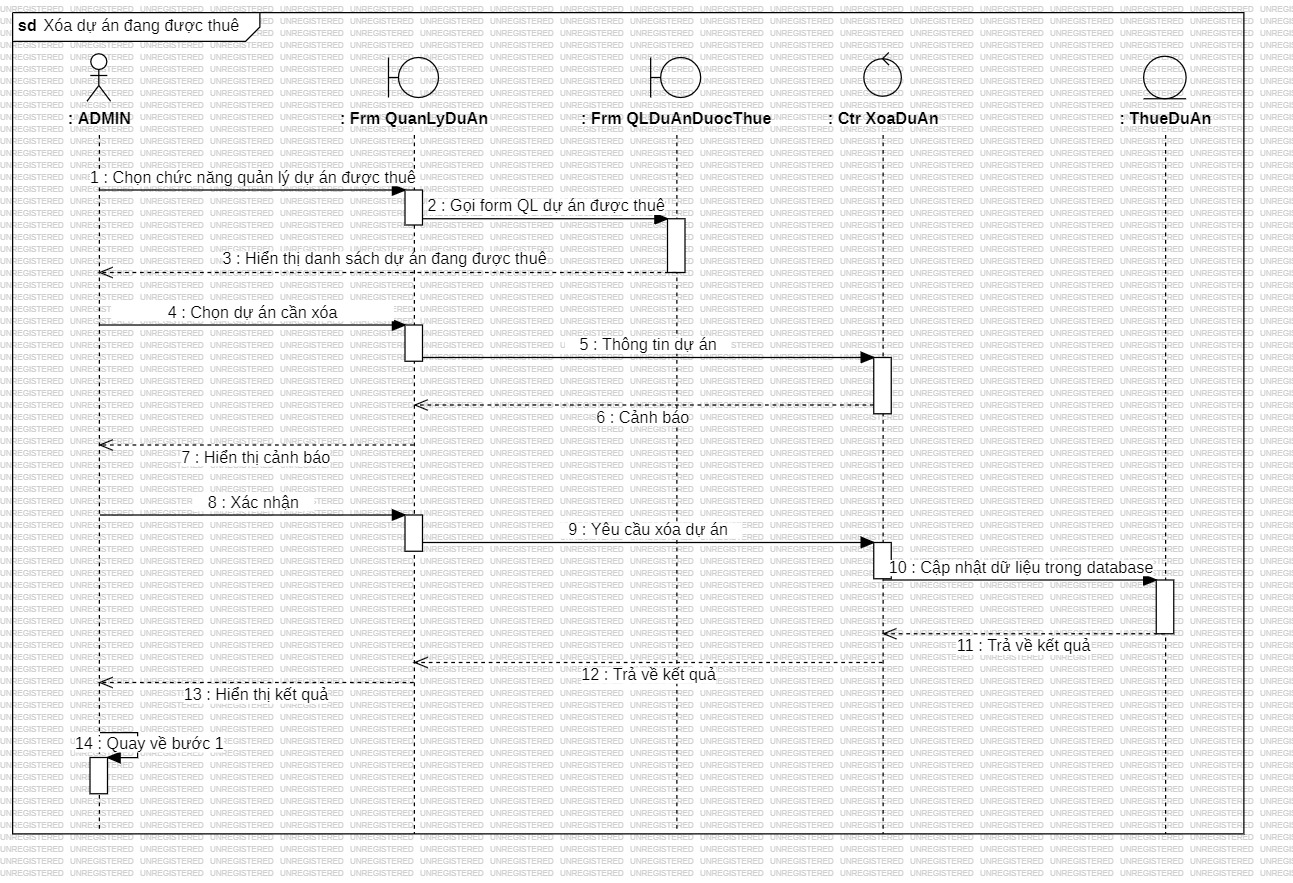 sd Xóa dự án đang được thuê
: ADMIN
: Frm QuanLyDuAn
: Frm QLDuAnDuocThue
: Ctr XoaDuAn
: ThueDuAn
1 : Chọn chức năng quản lý dự án được thuê
2 : Gọi form QL dự án được thuê
3 : Hiển thị danh sách dự án đang được thuê
4 : Chọn dự án cần xóa
5 : Thông tin dự án
6 : Cảnh báo
7 : Hiển thị cảnh báo
8 : Xác nhận
9 : Yêu cầu xóa dự án
10 : Cập nhật dữ liệu trong database
11 : Trả về kết quả
12 : Trả về kết quả
13 : Hiển thị kết quả
14 : Quay về bước 1
UNREGISTERED